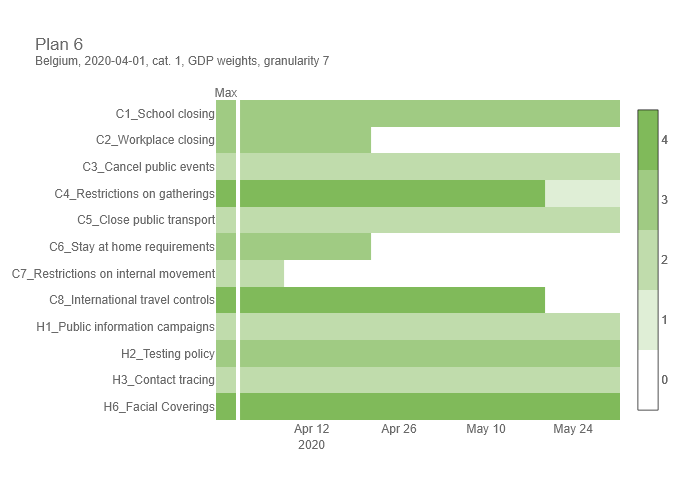 Plan 6
Belgium, 2020-04-01, cat. 1, GDP weights, granularity 7
Max
C1_School closing
C2_Workplace closing
C3_Cancel public events
C4_Restrictions on gatherings
C5_Close public transport
C6_Stay at home requirements
C7_Restrictions on internal movement
C8_International travel controls
H1_Public information campaigns
H2_Testing policy
H3_Contact tracing
H6_Facial Coverings
Apr 12 Apr 26 May 10 May 24
2020
4
3
2
1
0